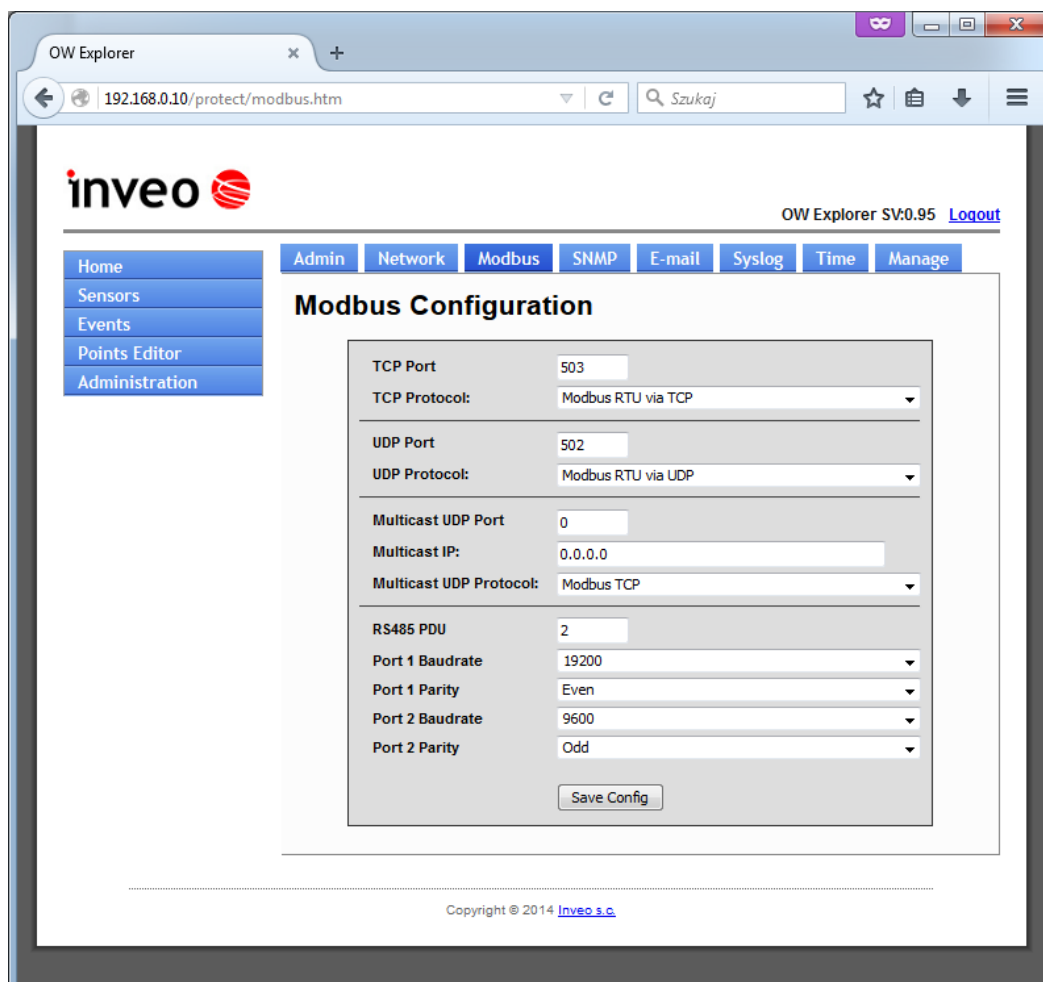 OW Explorer
192.168.0.10/protect/modbus.htm
Szukaj
inveo
OW Explorer SV:0.95 Logout
Home
Sensors
Events
Points Editor
Administration
Admin Network Modbus SNMP E-mail Syslog Time Manage
Modbus Configuration
TCP Port 503
TCP Protocol: Modbus RTU via TCP
UDP Port 502
UDP Protocol: Modbus RTU via UDP
Multicast UDP Port 0
Multicast IP: 0.0.0.0
Multicast UDP Protocol: Modbus TCP
RS485 PDU 2
Port 1 Baudrate 19200
Port 1 Parity Even
Port 2 Baudrate 9600
Port 2 Parity Odd
Save Config
Copyright © 2014 Inveo s.c.